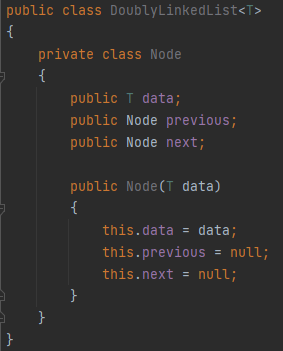 public class DoublyLinkedList<T>
{
    private class Node
    {
        public T data;
        public Node previous;
        public Node next;

        public Node(T data)
        {
            this.data = data;
            this.previous = null;
            this.next = null;
        }
    }
}